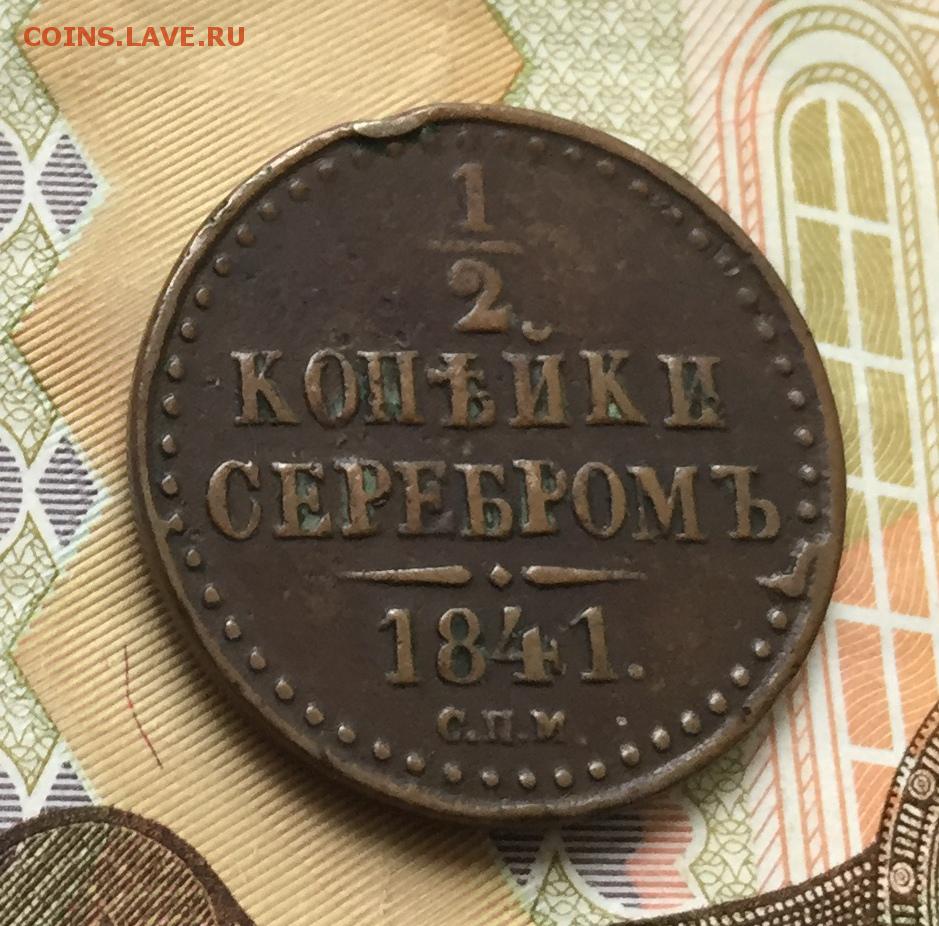 COINS.LAVE.RU
1
2
КОПѢЙКИ
СЕРЕБРОМЪ
1841.
С.П.М.